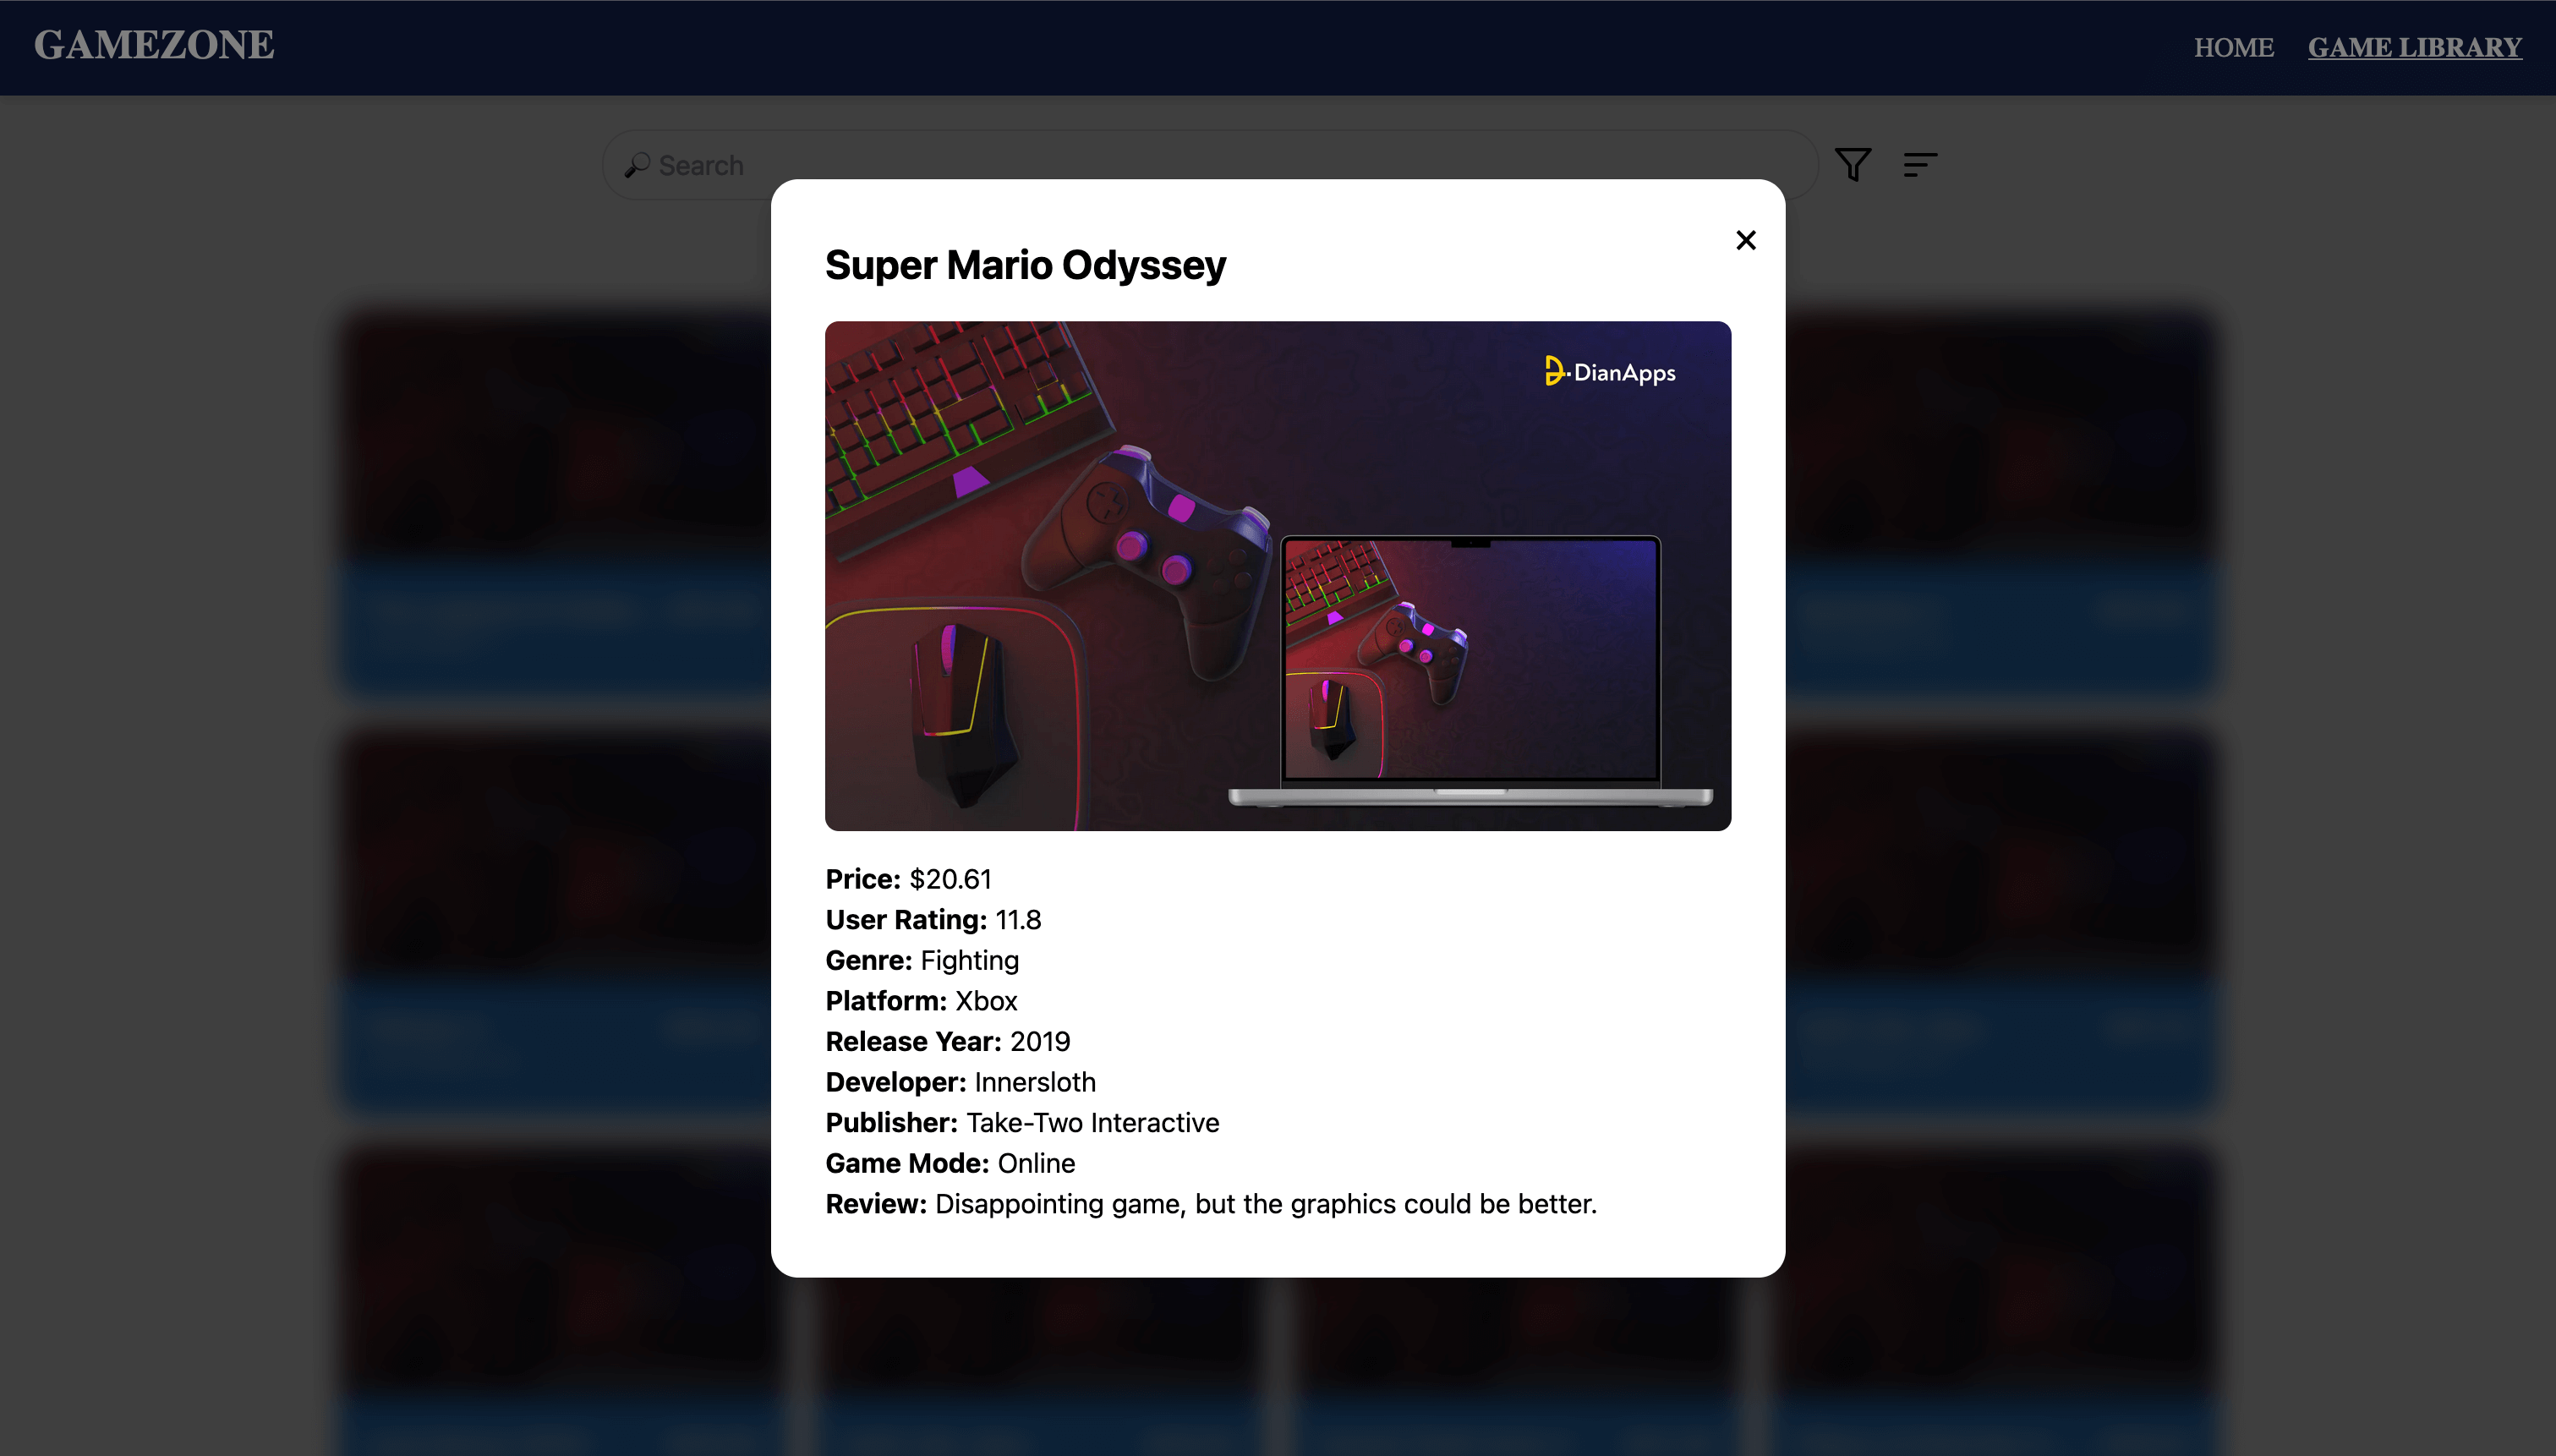 GAMEZONE
HOME
GAME LIBRARY
🔎 Search
×
Super Mario Odyssey
DianApps
Price: $20.61
User Rating: 11.8
Genre: Fighting
Platform: Xbox
Release Year: 2019
Developer: Innersloth
Publisher: Take-Two Interactive
Game Mode: Online
Review: Disappointing game, but the graphics could be better.